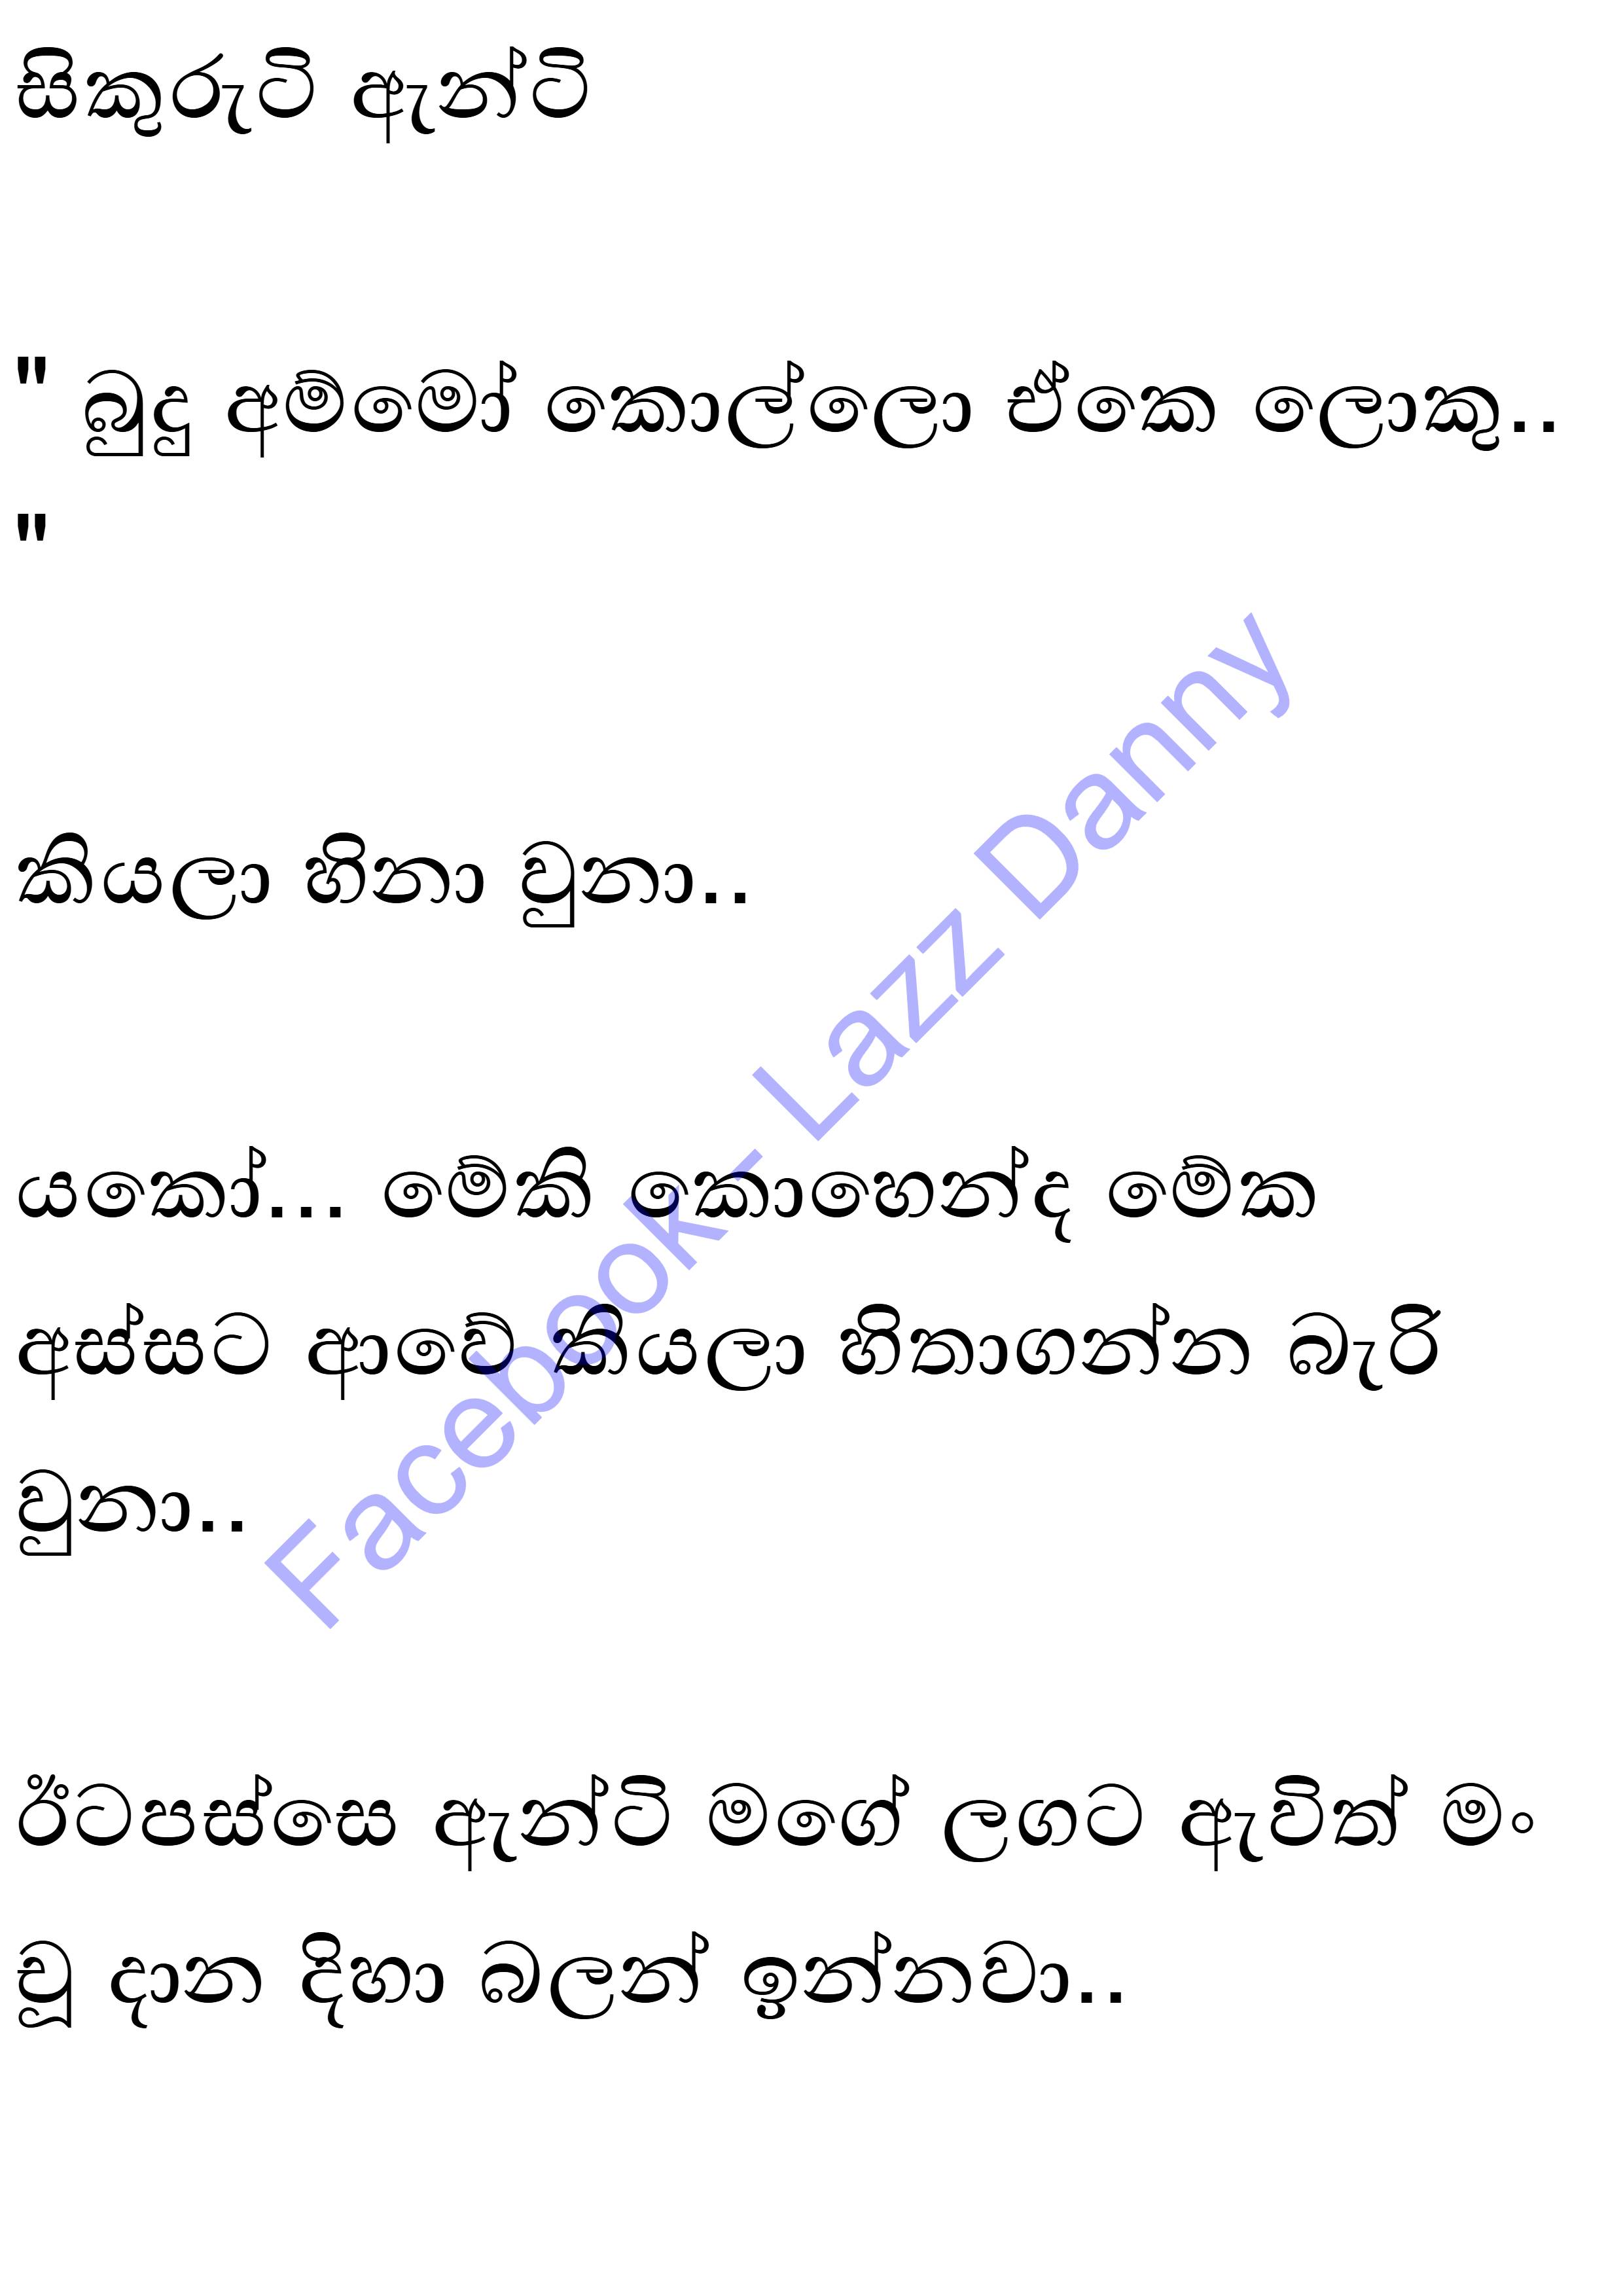 සිකුරුටි ඇන්ටි
" බුදු අම්මෝ කොල්ලො ඒකෙ ලොකු..
"
කියලා හිනා වුනා..
යකෝ... මේකි කොහෙන්ද මේක
අස්සට ආවේ කියලා හිතාගන්න බැරි
වුනා..
ඊටපස්සෙ ඇන්ටි මගේ ලගට ඇවිත් මං
චූ දාන දිහා බලන් ඉන්නවා..
Facebook- Lazz Danny